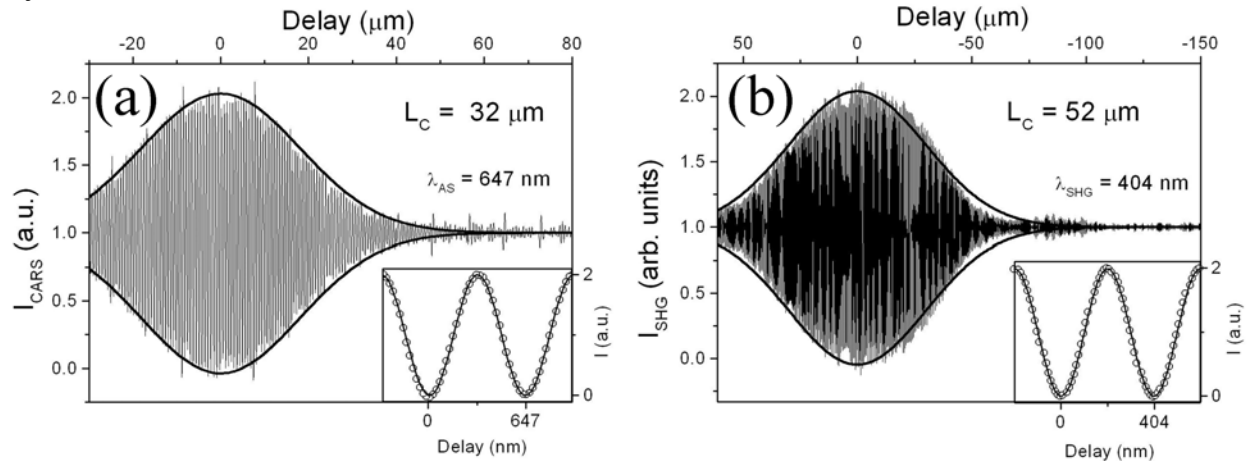 Delay (μm)
-20 0 20 40 60 80
(a)
L_C = 32 μm
λ_AS = 647 nm
I_CARS (a.u.)
2.0
1.5
1.0
0.5
0.0
2
1
0
I (a.u.)
0 647
Delay (nm)
Delay (μm)
50 0 -50 -100 -150
(b)
L_C = 52 μm
λ_SHG = 404 nm
I_SHG (arb. units)
2.0
1.5
1.0
0.5
0.0
2
1
0
I (a.u.)
0 404
Delay (nm)